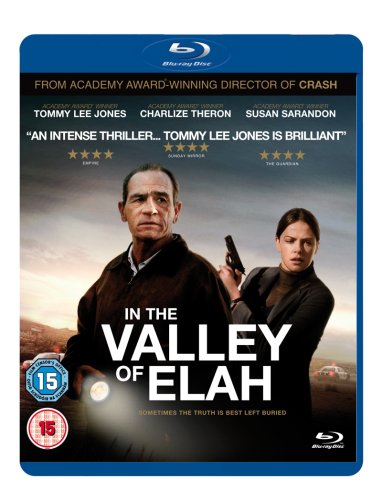 Blu-ray Disc
FROM ACADEMY AWARD®-WINNING DIRECTOR OF CRASH
ACADEMY AWARD® WINNER ACADEMY AWARD® WINNER ACADEMY AWARD® WINNER
TOMMY LEE JONES CHARLIZE THERON SUSAN SARANDON
“AN INTENSE THRILLER... TOMMY LEE JONES IS BRILLIANT”
★★★★ ★★★★ ★★★★
EMPIRE SUNDAY MIRROR THE GUARDIAN
IN THE
VALLEY
OF ELAH
SOMETIMES THE TRUTH IS BEST LEFT BURIED
15
15
Blu-ray Disc